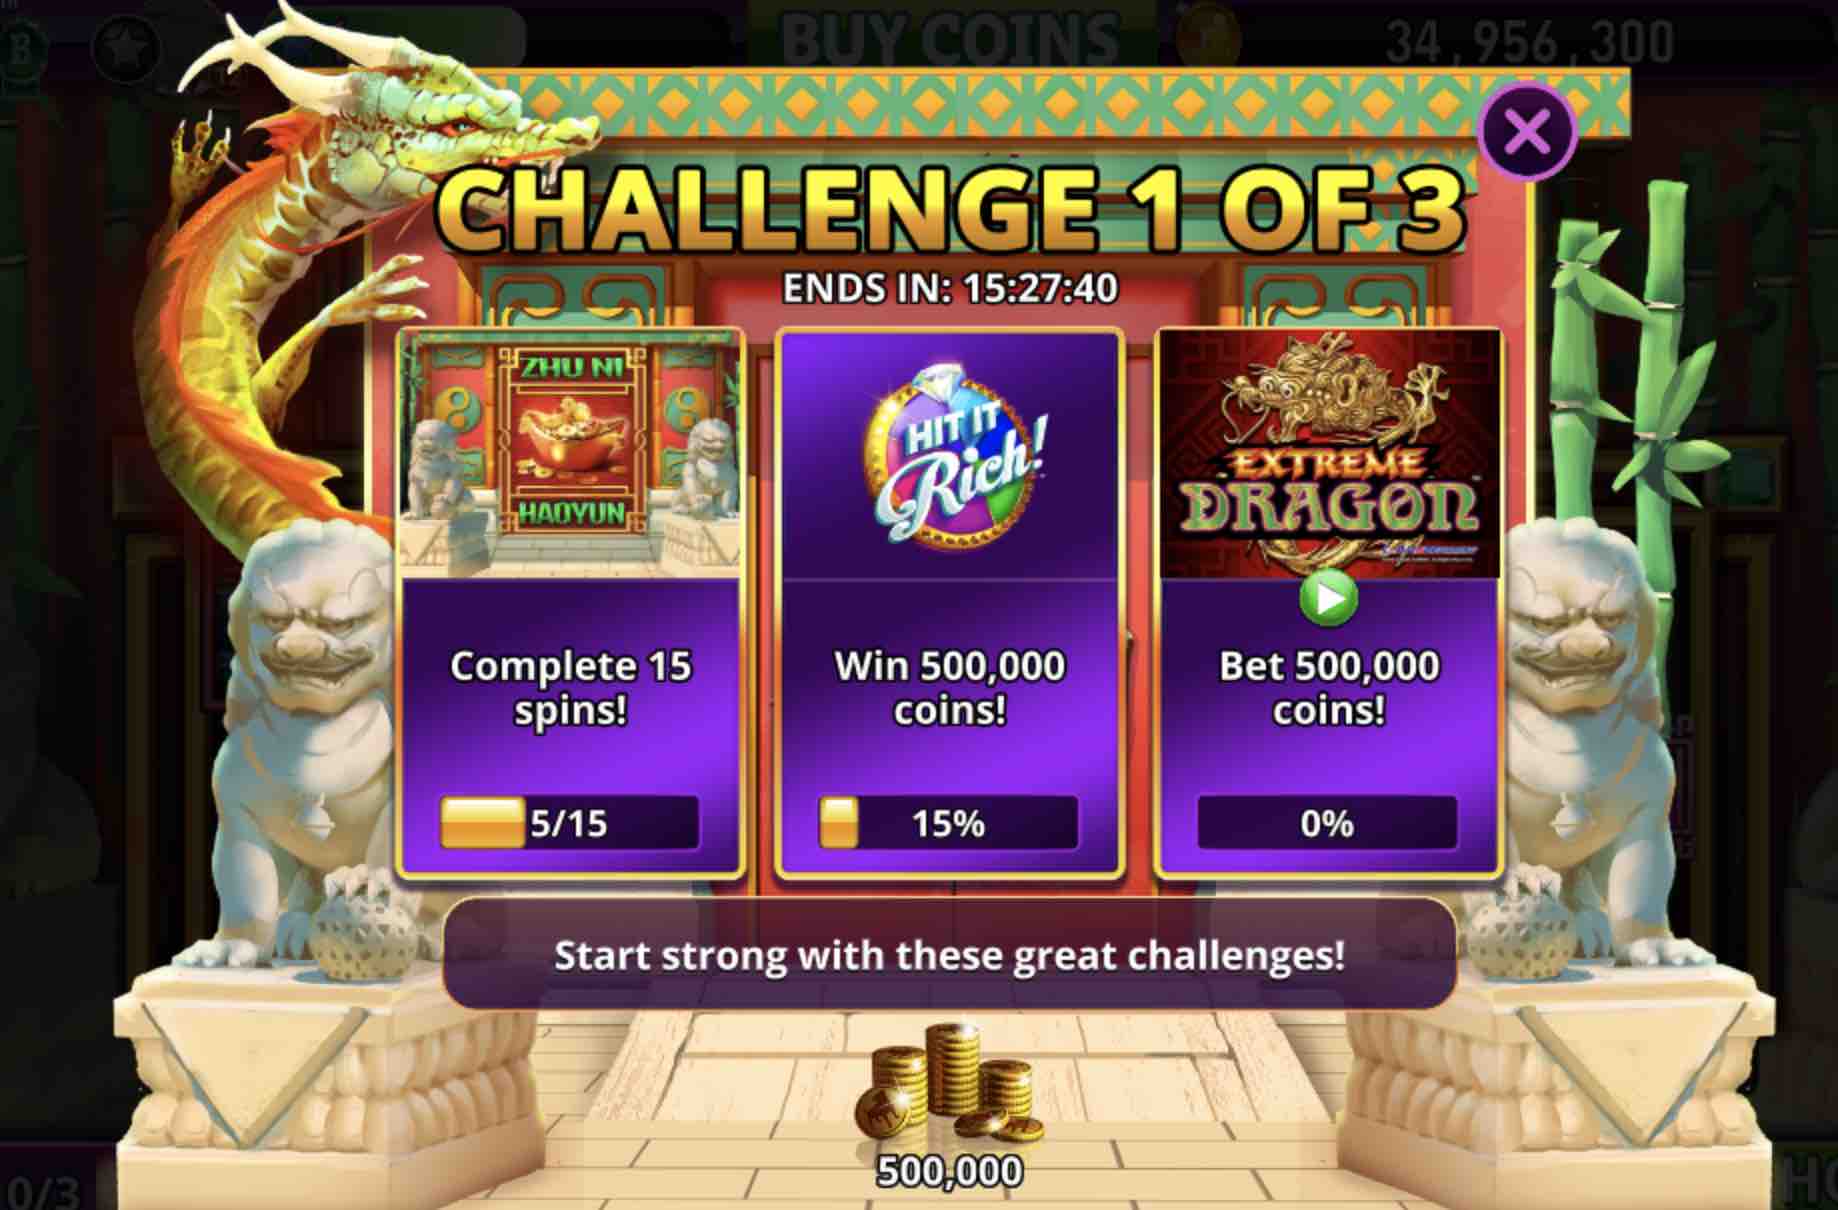 BUY COINS
34,956,300
B
CHALLENGE 1 OF 3
ENDS IN: 15:27:40
ZHU NI
HAOYUN
HIT IT
Rich!
EXTREME
DRAGON
Complete 15
spins!
Win 500,000
coins!
Bet 500,000
coins!
5/15
15%
0%
Start strong with these great challenges!
500,000
0/3